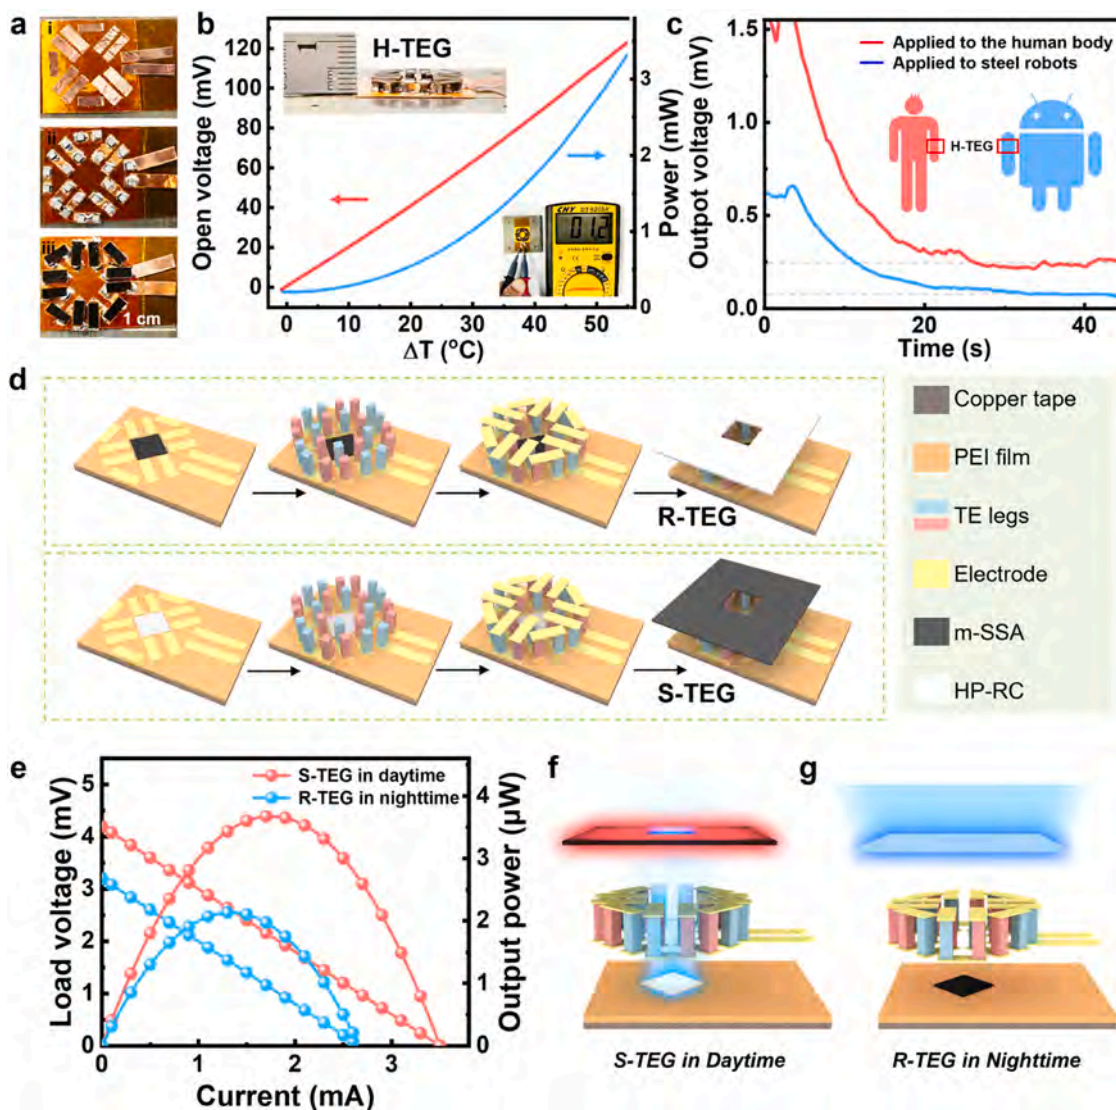 a
i
ii
iii
1 cm
b
H-TEG
Open voltage (mV)
0
20
40
60
80
100
120
Power (mW)
0
1
2
3
0
10
20
30
40
50
ΔT (°C)
CHY
012
c
Applied to the human body
Applied to steel robots
H-TEG
Outpot voltage (mV)
0.0
0.5
1.0
1.5
0
20
40
Time (s)
d
R-TEG
S-TEG
Copper tape
PEI film
TE legs
Electrode
m-SSA
HP-RC
e
S-TEG in daytime
R-TEG in nighttime
Load voltage (mV)
0
1
2
3
4
5
Output power (μW)
0
1
2
3
4
0
1
2
3
Current (mA)
f
S-TEG in Daytime
g
R-TEG in Nighttime